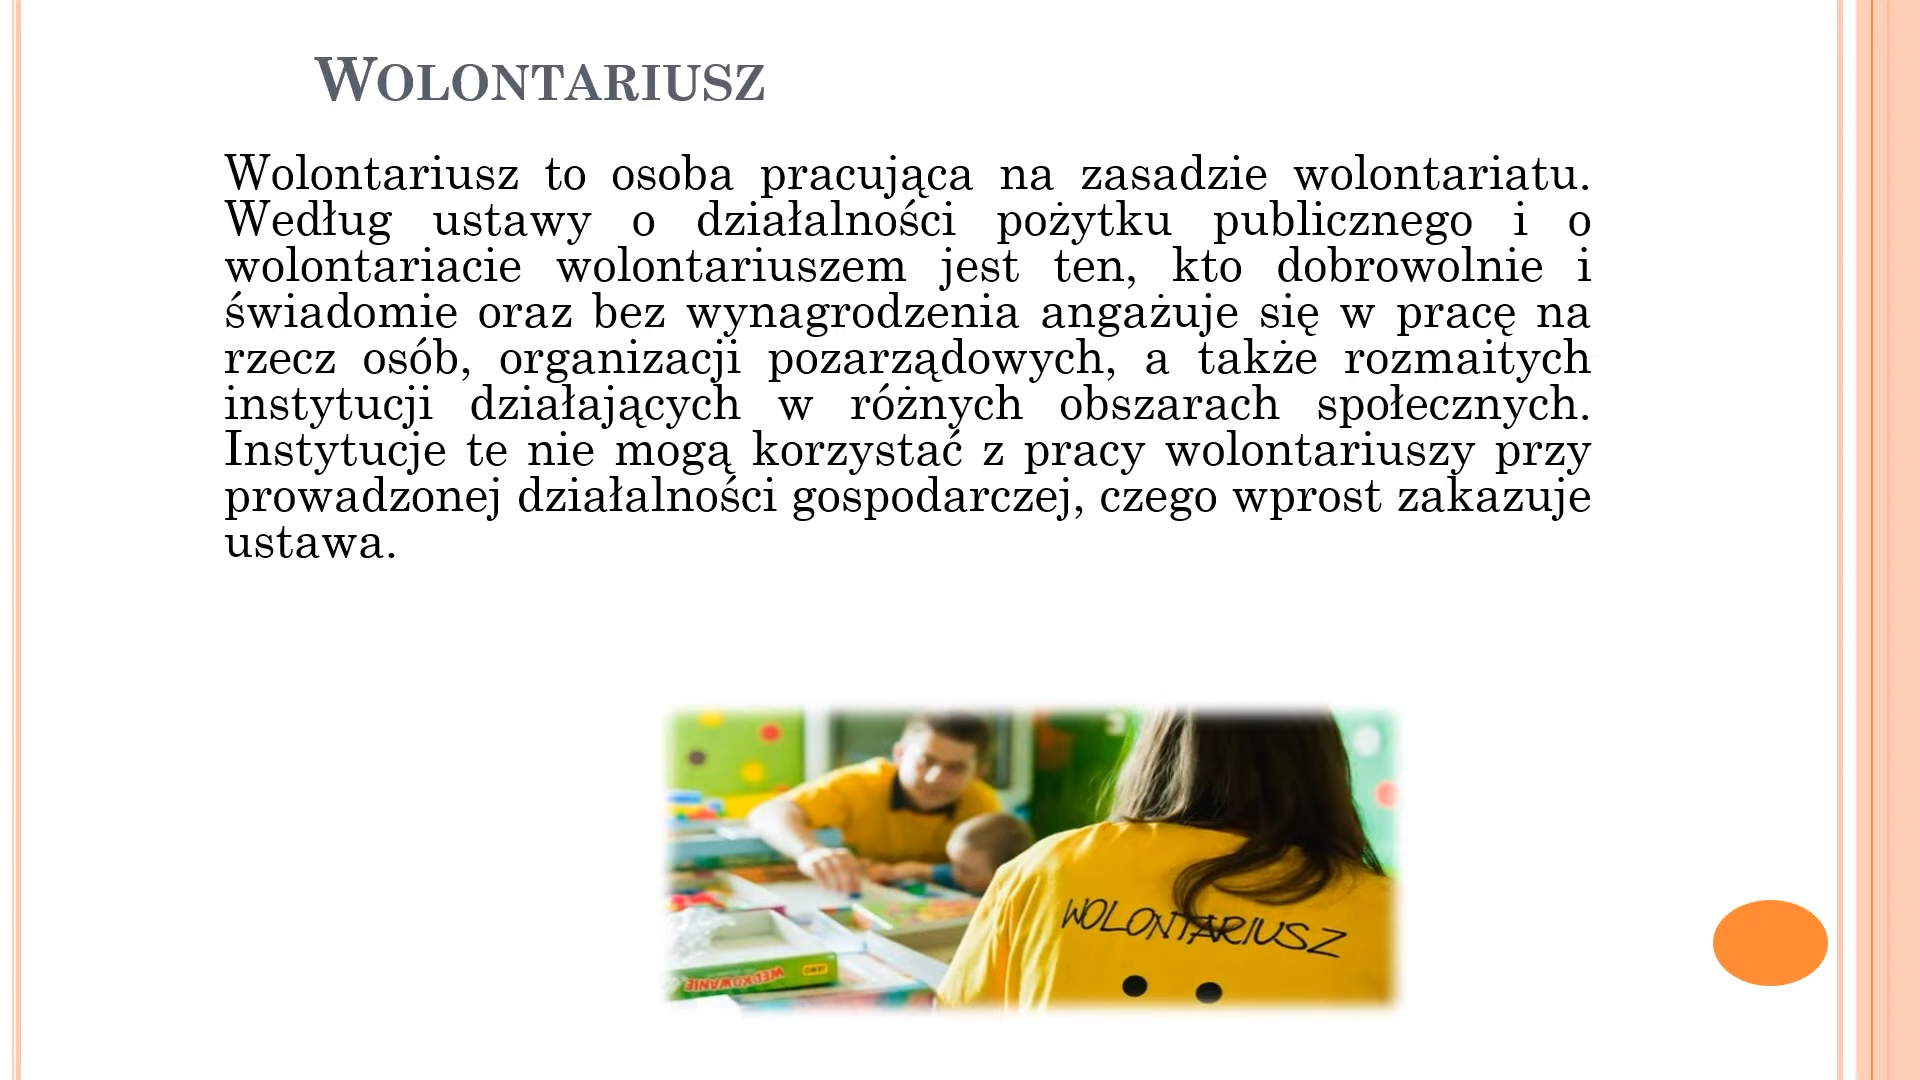 WOLONTARIUSZ
Wolontariusz to osoba pracująca na zasadzie wolontariatu.
Według ustawy o działalności pożytku publicznego i o
wolontariacie wolontariuszem jest ten, kto dobrowolnie i
świadomie oraz bez wynagrodzenia angażuje się w pracę na
rzecz osób, organizacji pozarządowych, a także rozmaitych
instytucji działających w różnych obszarach społecznych.
Instytucje te nie mogą korzystać z pracy wolontariuszy przy
prowadzonej działalności gospodarczej, czego wprost zakazuje
ustawa.
WOLONTARIUSZ
WĘDKOWANIE